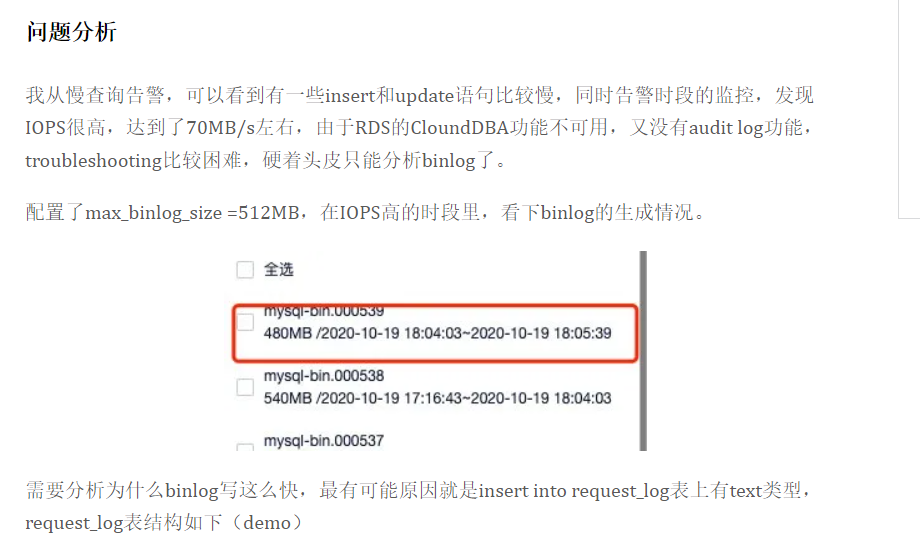 问题分析
我从慢查询告警，可以看到有一些insert和update语句比较慢，同时告警时段的监控，发现
IOPS很高，达到了70MB/s左右，由于RDS的CloundDBA功能不可用，又没有audit log功能，
troubleshooting比较困难，硬着头皮只能分析binlog了。
配置了max_binlog_size =512MB，在IOPS高的时段里，看下binlog的生成情况。
全选
mysql-bin.000539
480MB /2020-10-19 18:04:03~2020-10-19 18:05:39
mysql-bin.000538
540MB /2020-10-19 17:16:43~2020-10-19 18:04:03
mysql-bin.000537
需要分析为什么binlog写这么快，最有可能原因就是insert into request_log表上有text类型，
request_log表结构如下（demo）